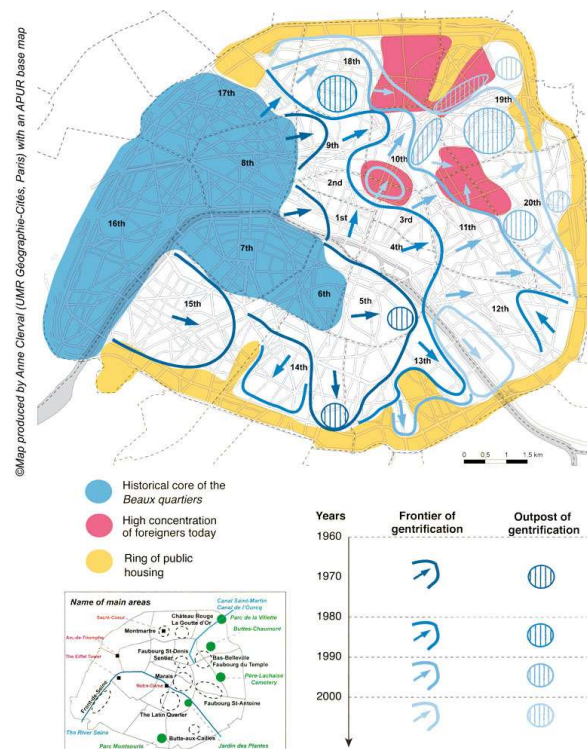 ©Map produced by Anne Clerval (UMR Géographie-Cités, Paris) with an APUR base map
18th
17th
19th
9th
10th
8th
2nd
20th
1st
3rd
11th
16th
4th
7th
6th
5th
15th
12th
14th
13th
0 0.5 1 1.5 km
Historical core of the
Beaux quartiers
High concentration
of foreigners today
Ring of public
housing
Years
Frontier of
gentrification
Outpost of
gentrification
1960
1970
1980
1990
2000
Name of main areas
Canal Saint-Martin
Canal de l'Ourcq
Sacré-Coeur
Château Rouge
La Goutte d'Or
Parc de la Villette
Montmartre
Buttes-Chaumont
Arc-de-Triomphe
Faubourg St-Denis
Sentier
Bas-Belleville
Faubourg du Temple
The Eiffel Tower
Marais
Père-Lachaise
Cemetery
Notre-Dame
Front-de-Seine
Faubourg St-Antoine
The Latin Quarter
The River Seine
Butte-aux-Cailles
Parc Montsouris
Jardin des Plantes